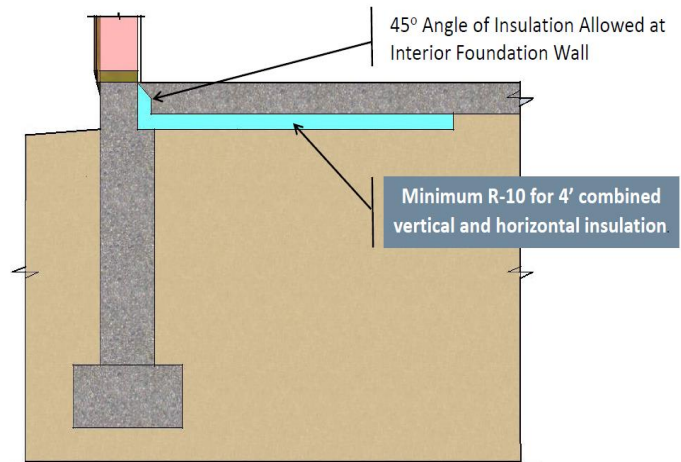 45° Angle of Insulation Allowed at
Interior Foundation Wall
Minimum R-10 for 4’ combined
vertical and horizontal insulation.